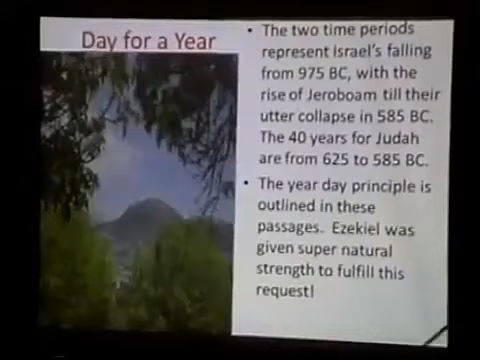 Day for a Year
• The two time periods
represent Israel's falling
from 975 BC, with the
rise of Jeroboam till their
utter collapse in 585 BC.
The 40 years for Judah
are from 625 to 585 BC.
• The year day principle is
outlined in these
passages. Ezekiel was
given super natural
strength to fulfill this
request!